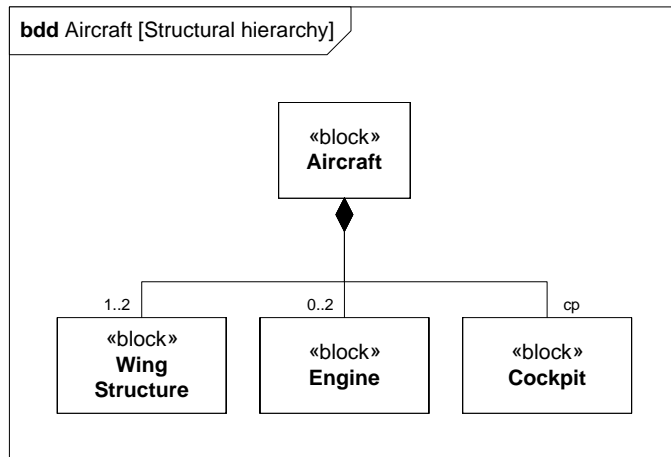 bdd Aircraft [Structural hierarchy]
«block»
Aircraft
1..2
0..2
cp
«block»
Wing
Structure
«block»
Engine
«block»
Cockpit